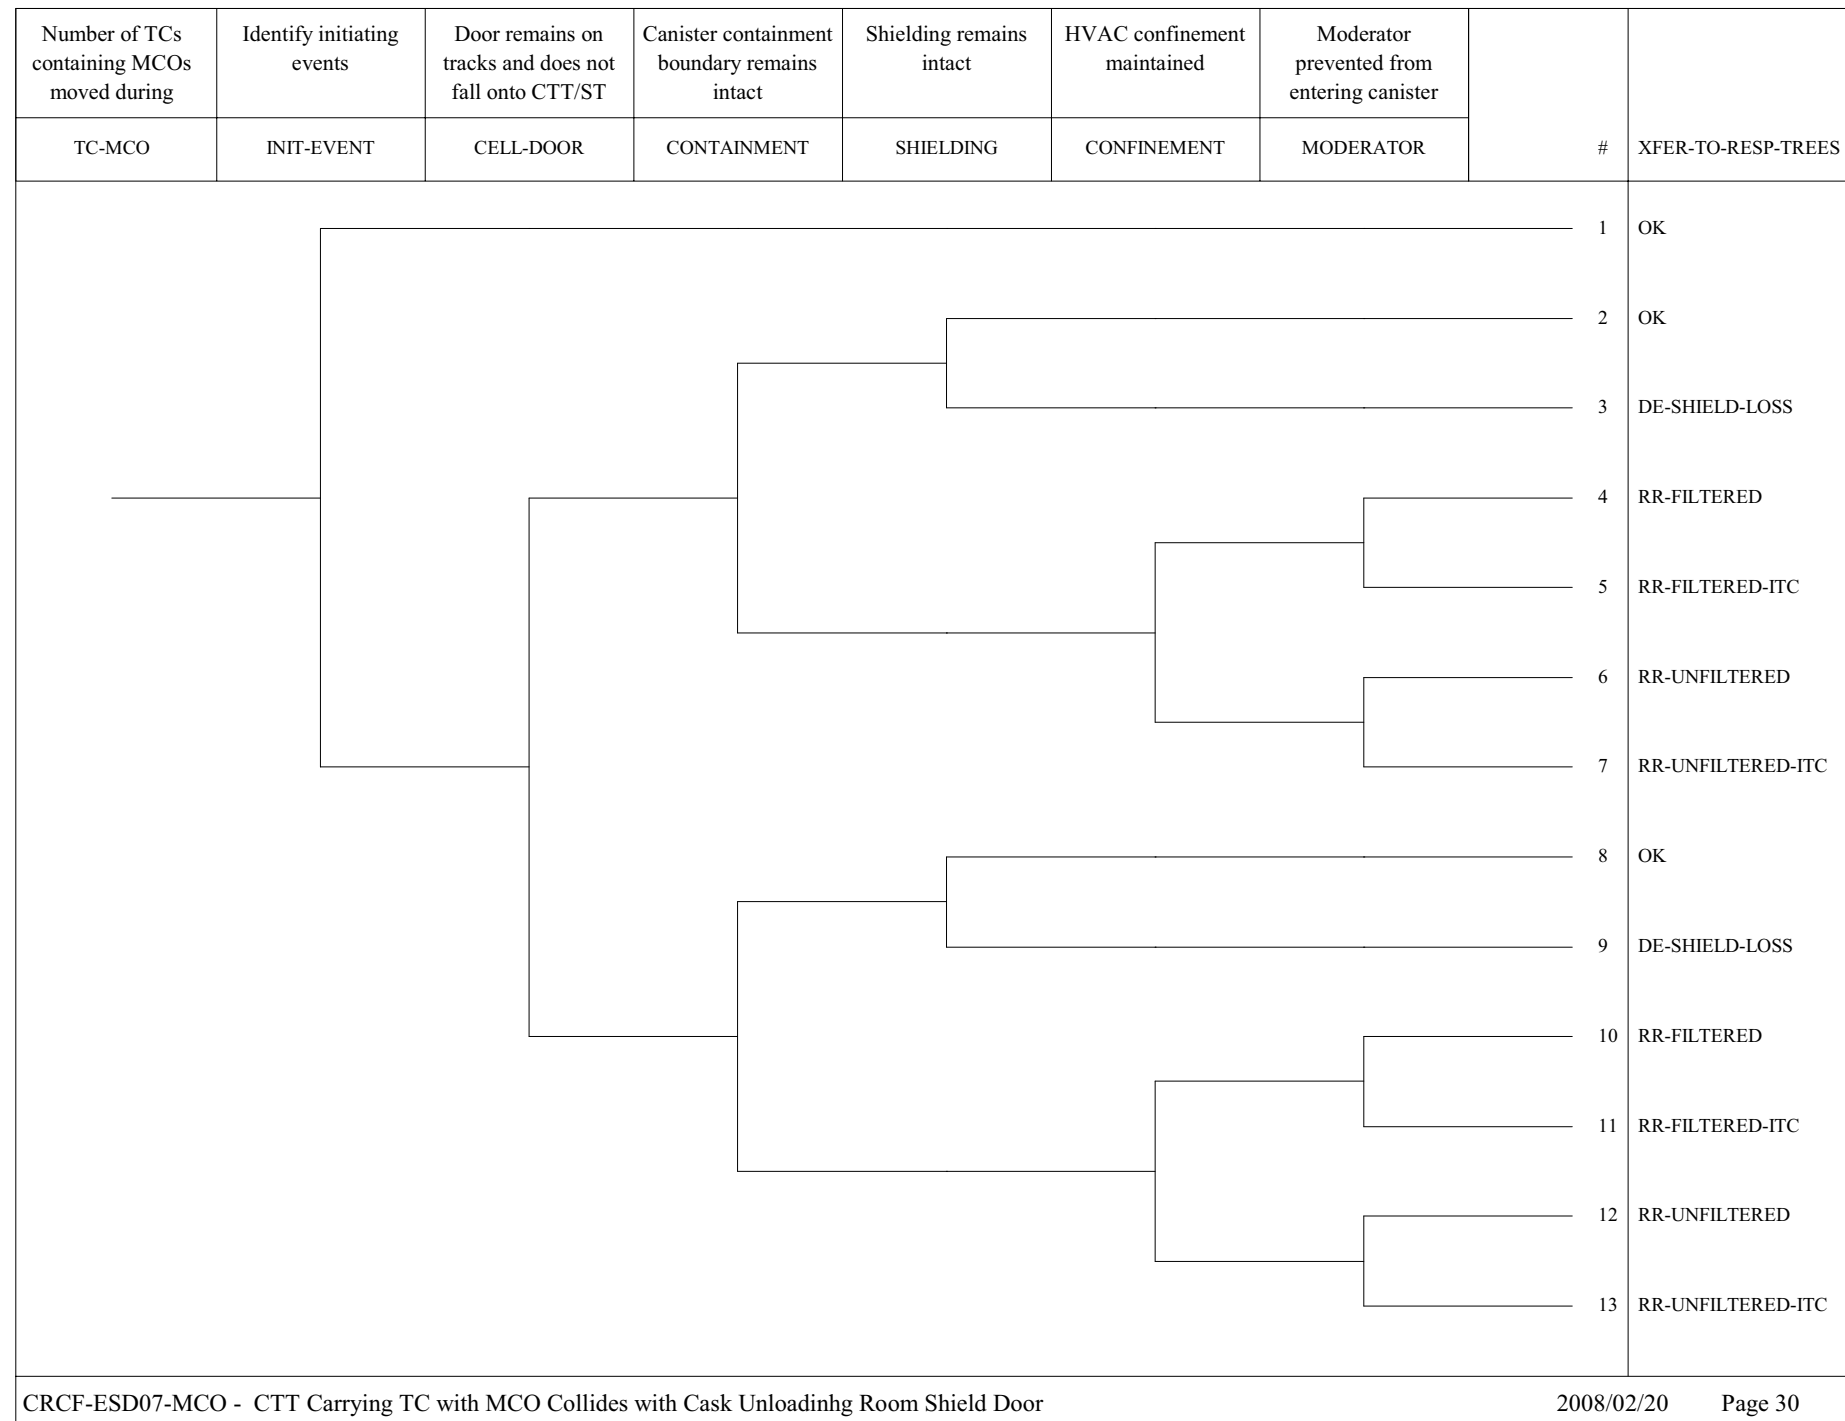 Number of TCs
containing MCOs
moved during
Identify initiating
events
Door remains on
tracks and does not
fall onto CTT/ST
Canister containment
boundary remains
intact
Shielding remains
intact
HVAC confinement
maintained
Moderator
prevented from
entering canister
TC-MCO
INIT-EVENT
CELL-DOOR
CONTAINMENT
SHIELDING
CONFINEMENT
MODERATOR
#
XFER-TO-RESP-TREES
1 OK
2 OK
3 DE-SHIELD-LOSS
4 RR-FILTERED
5 RR-FILTERED-ITC
6 RR-UNFILTERED
7 RR-UNFILTERED-ITC
8 OK
9 DE-SHIELD-LOSS
10 RR-FILTERED
11 RR-FILTERED-ITC
12 RR-UNFILTERED
13 RR-UNFILTERED-ITC
CRCF-ESD07-MCO - CTT Carrying TC with MCO Collides with Cask Unloadinhg Room Shield Door
2008/02/20 Page 30